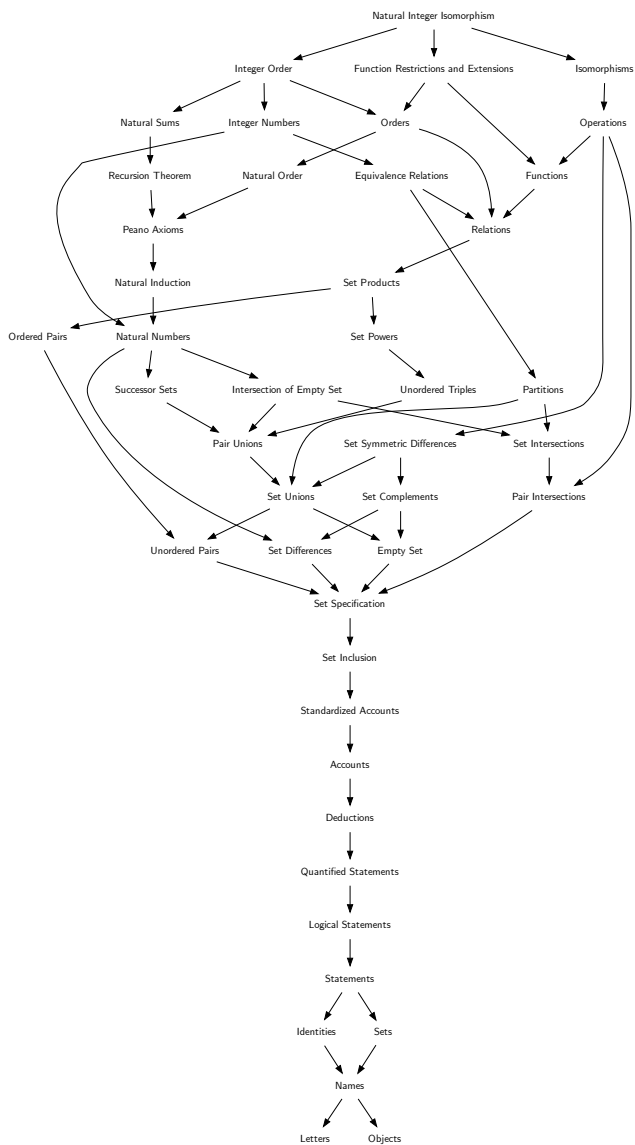 Natural Integer Isomorphism
Integer Order
Function Restrictions and Extensions
Isomorphisms
Natural Sums
Integer Numbers
Orders
Operations
Recursion Theorem
Natural Order
Equivalence Relations
Functions
Peano Axioms
Relations
Natural Induction
Set Products
Ordered Pairs
Natural Numbers
Set Powers
Successor Sets
Intersection of Empty Set
Unordered Triples
Partitions
Pair Unions
Set Symmetric Differences
Set Intersections
Set Unions
Set Complements
Pair Intersections
Unordered Pairs
Set Differences
Empty Set
Set Specification
Set Inclusion
Standardized Accounts
Accounts
Deductions
Quantified Statements
Logical Statements
Statements
Identities
Sets
Names
Letters
Objects